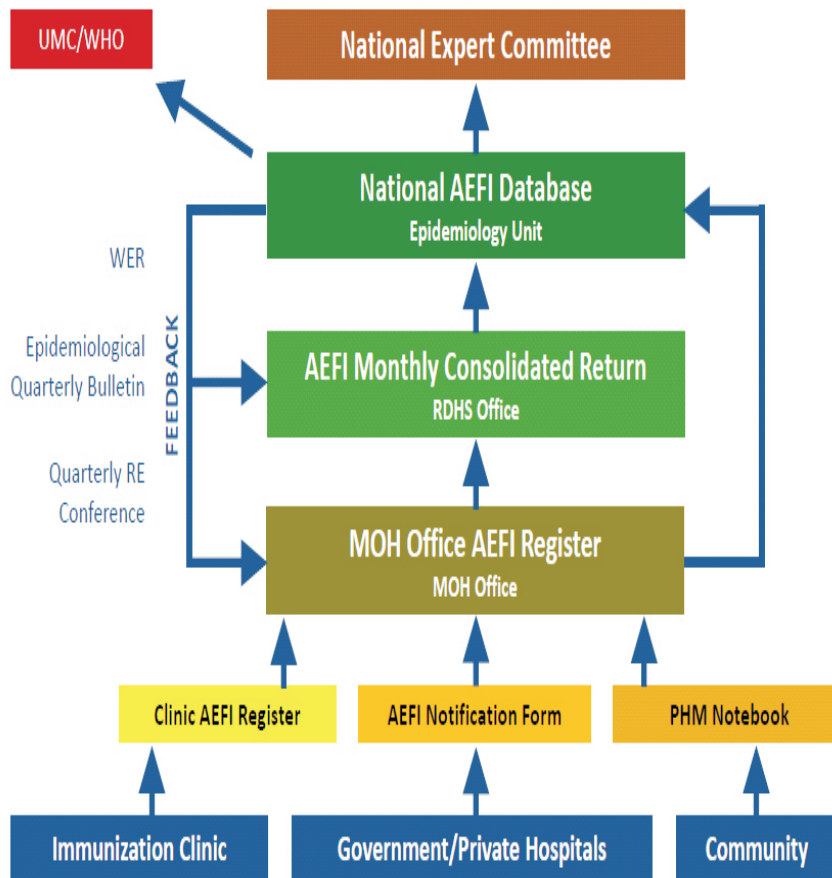 UMC/WHO
National Expert Committee
National AEFI Database
Epidemiology Unit
WER
Epidemiological
Quarterly Bulletin
Quarterly RE
Conference
FEEDBACK
AEFI Monthly Consolidated Return
RDHS Office
MOH Office AEFI Register
MOH Office
Clinic AEFI Register
AEFI Notification Form
PHM Notebook
Immunization Clinic
Government/Private Hospitals
Community